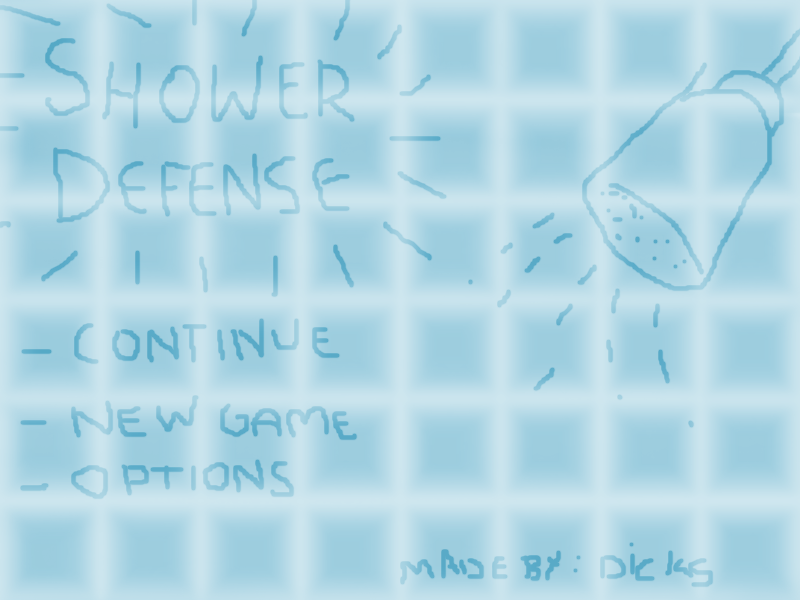 SHOWER
DEFENSE
- CONTINUE
- NEW GAME
- OPTIONS
MADE BY: DICKS